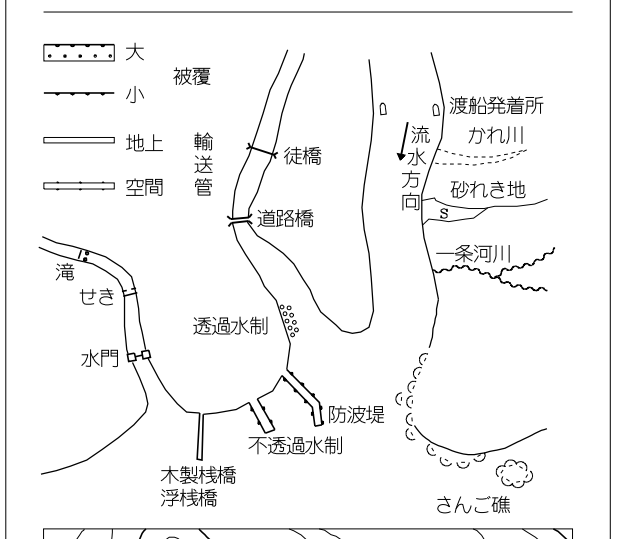 大
被覆
小
地上
輸送管
空間
徒橋
道路橋
渡船発着所
流水方向
かれ川
砂れき地
s
一条河川
滝
せき
透過水制
水門
防波堤
不透過水制
木製桟橋
浮桟橋
さんご礁